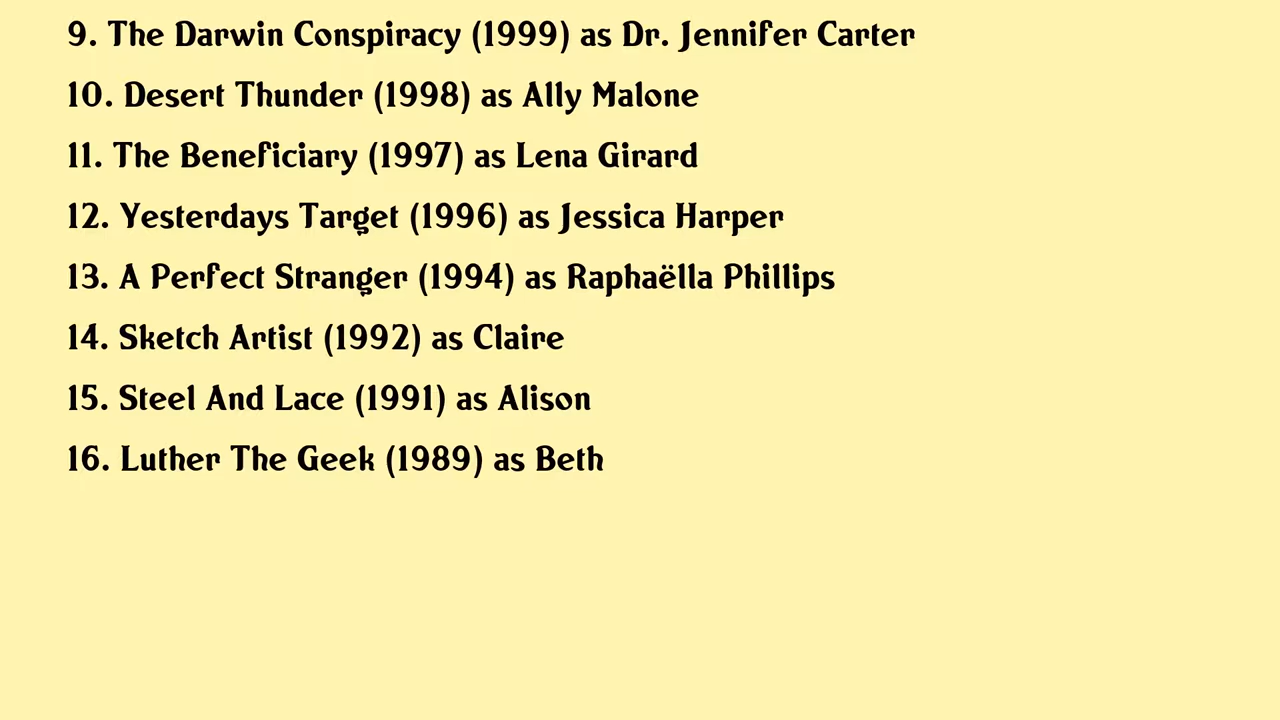 9. The Darwin Conspiracy (1999) as Dr. Jennifer Carter
10. Desert Thunder (1998) as Ally Malone
11. The Beneficiary (1997) as Lena Girard
12. Yesterdays Target (1996) as Jessica Harper
13. A Perfect Stranger (1994) as Raphaëlla Phillips
14. Sketch Artist (1992) as Claire
15. Steel And Lace (1991) as Alison
16. Luther The Geek (1989) as Beth